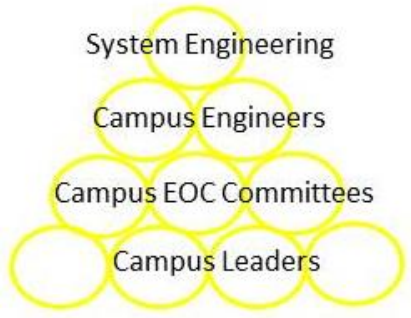 System Engineering
Campus Engineers
Campus EOC Committees
Campus Leaders